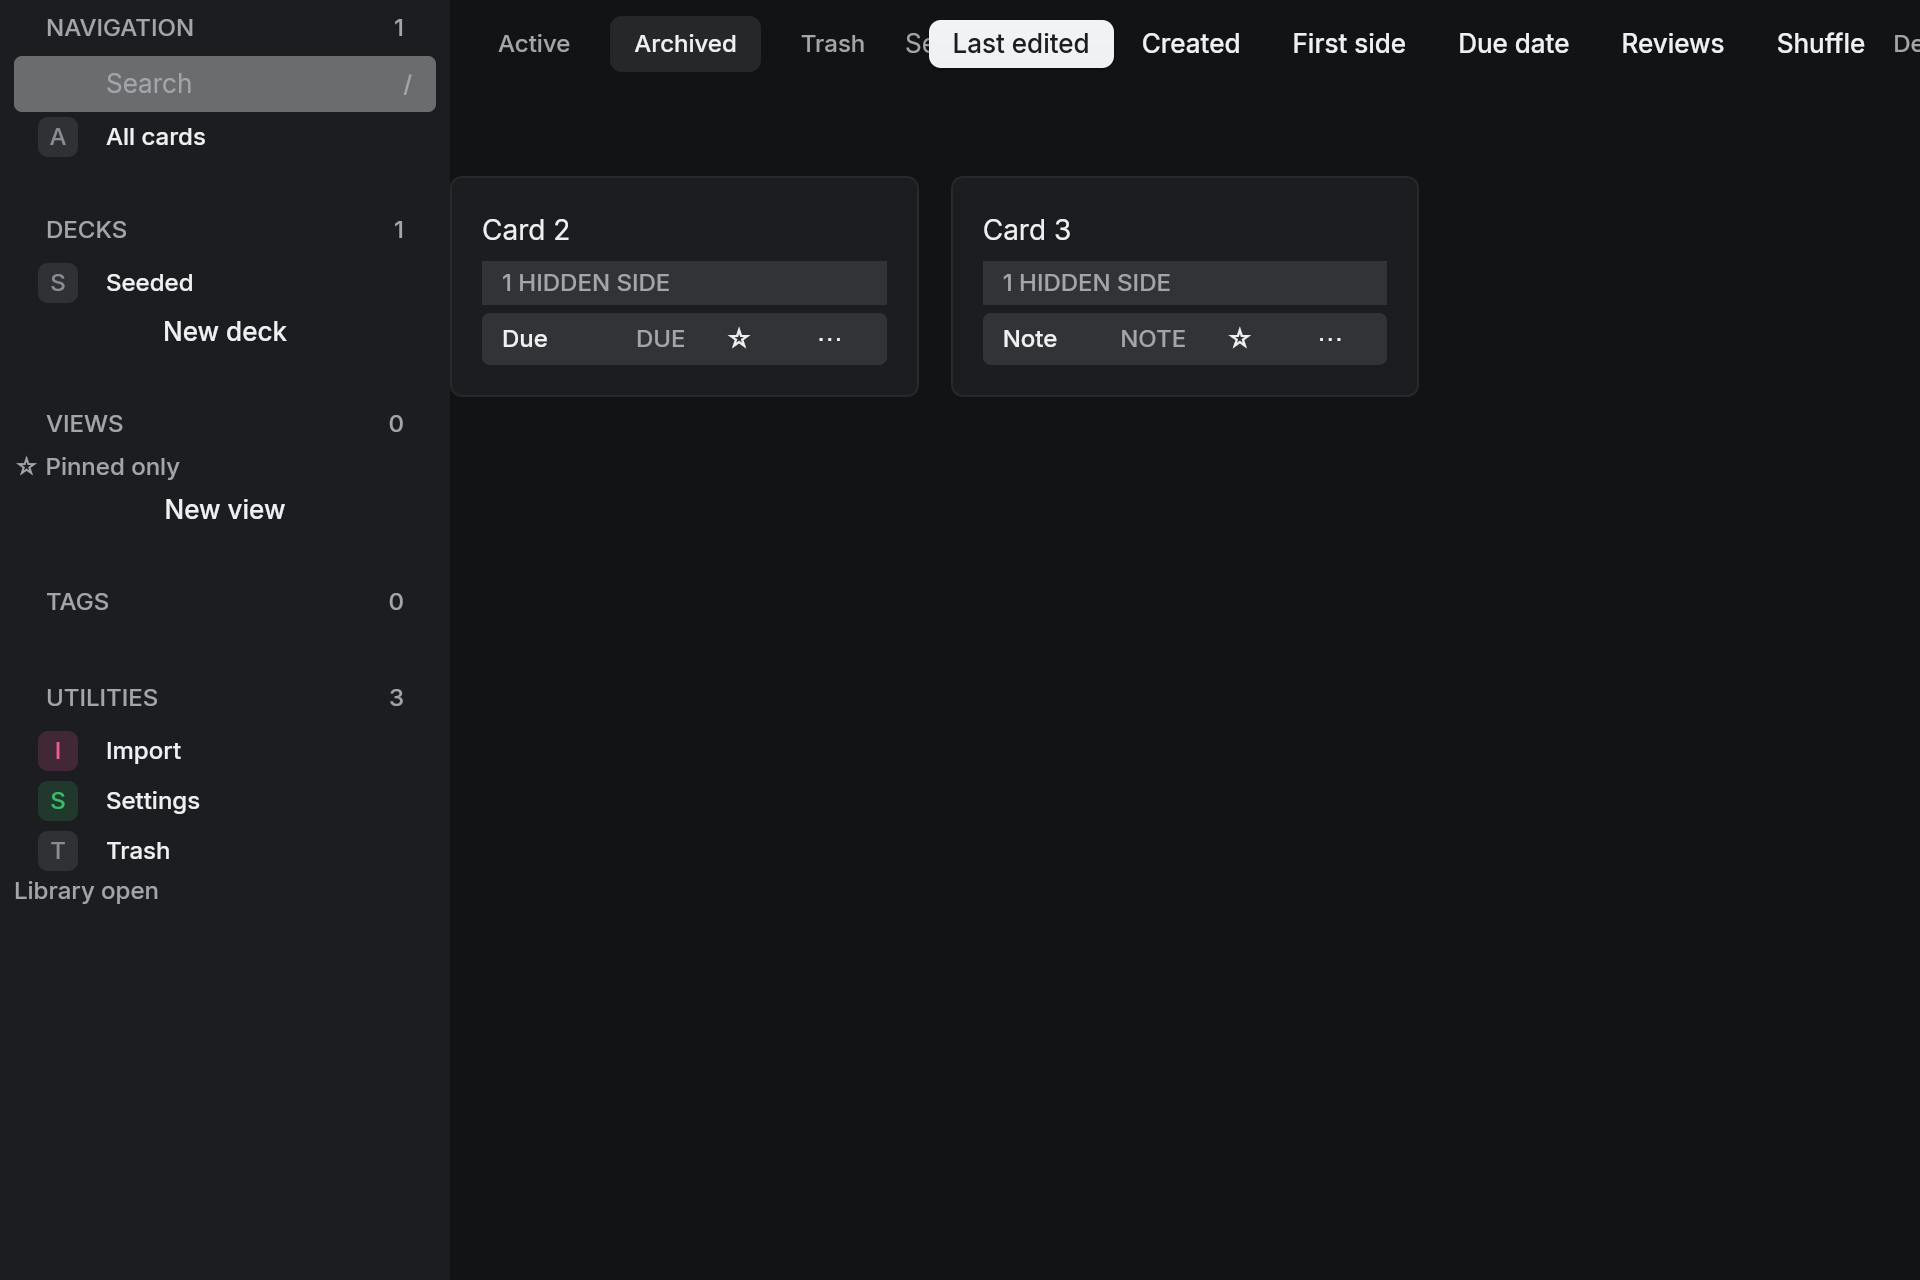 NAVIGATION 1
Search /
A All cards
DECKS 1
S Seeded
New deck
VIEWS 0
☆ Pinned only
New view
TAGS 0
UTILITIES 3
I Import
S Settings
T Trash
Library open
Active Archived Trash Se Last edited Created First side Due date Reviews Shuffle De
Card 2
1 HIDDEN SIDE
Due DUE ☆ ...
Card 3
1 HIDDEN SIDE
Note NOTE ☆ ...